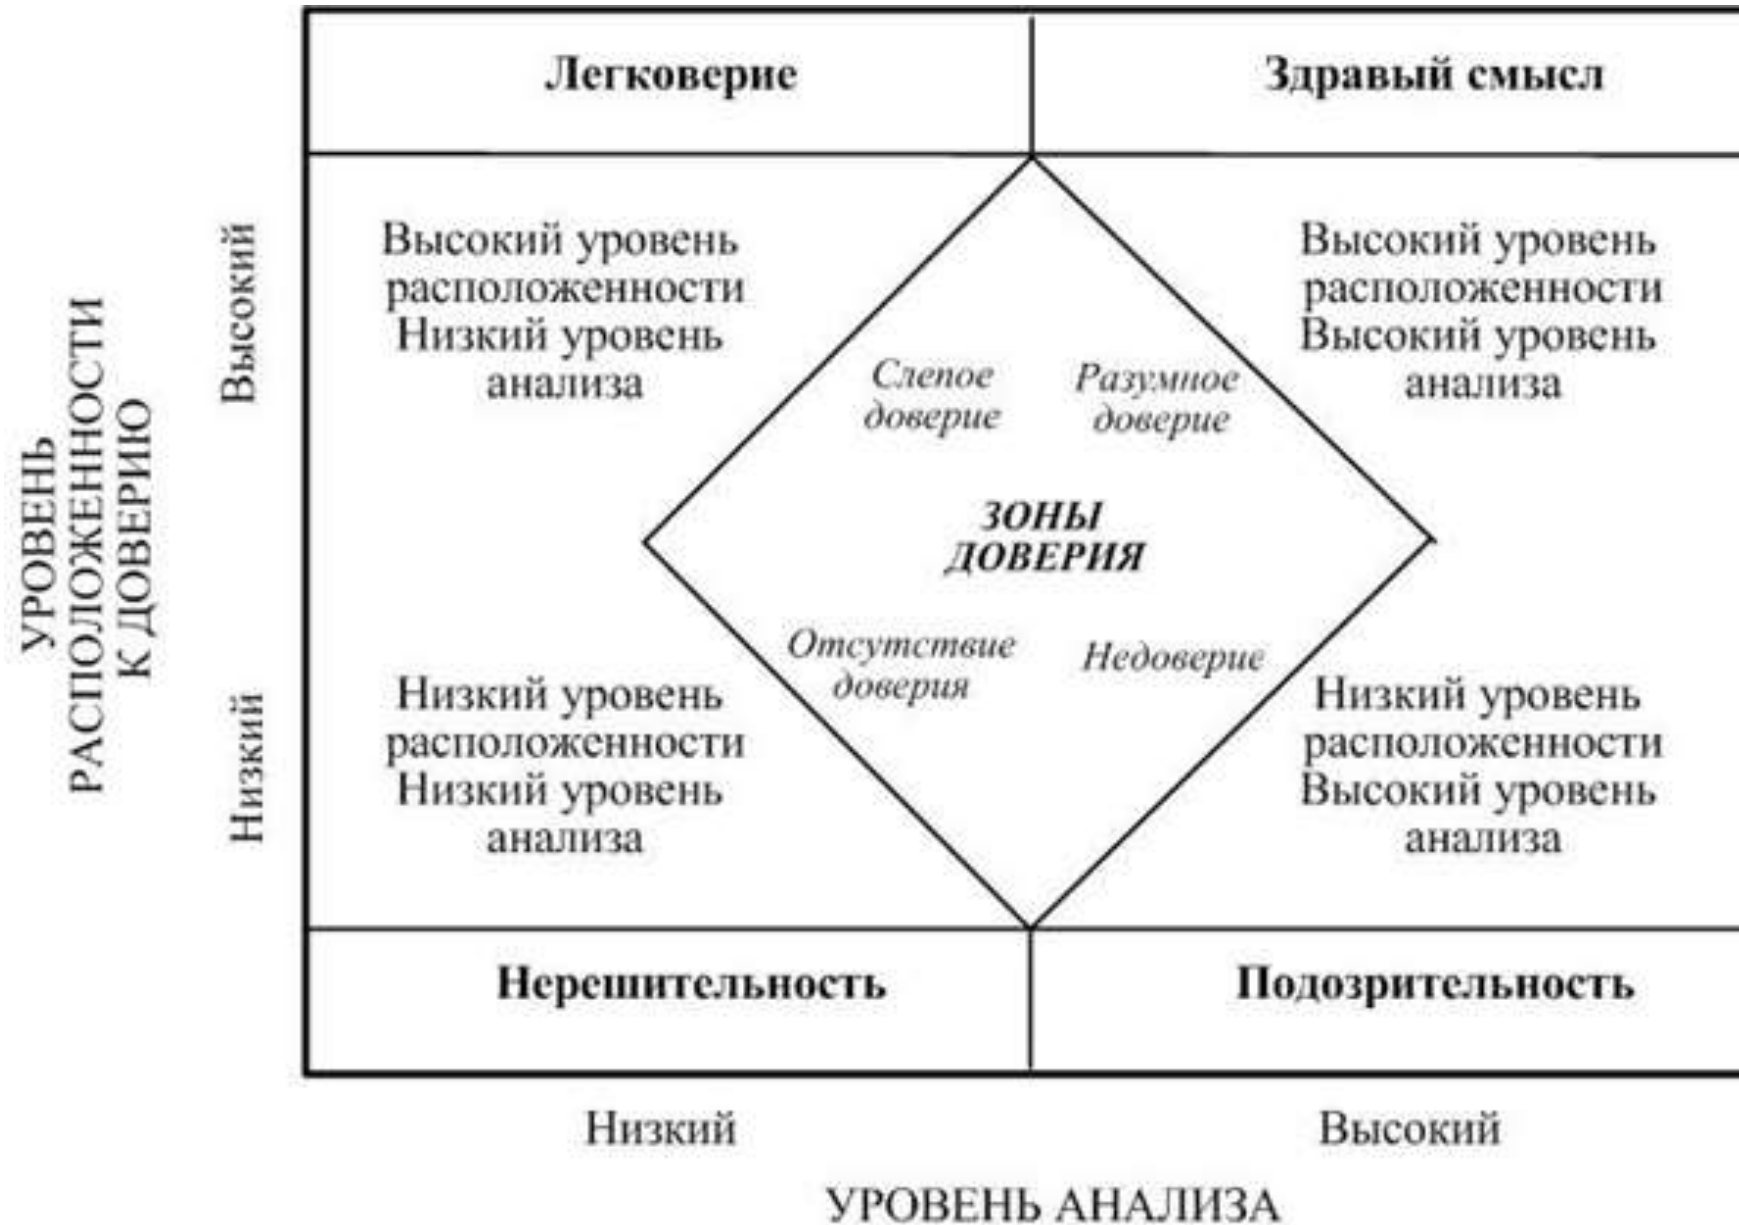 Легковерие
Здравый смысл
УРОВЕНЬ
РАСПОЛОЖЕННОСТИ
К ДОВЕРИЮ
Высокий
Низкий
Высокий уровень
расположенности
Низкий уровень
анализа
Высокий уровень
расположенности
Высокий уровень
анализа
Слепое
доверие
Разумное
доверие
ЗОНЫ
ДОВЕРИЯ
Отсутствие
доверия
Недоверие
Низкий уровень
расположенности
Низкий уровень
анализа
Низкий уровень
расположенности
Высокий уровень
анализа
Нерешительность
Подозрительность
Низкий
Высокий
УРОВЕНЬ АНАЛИЗА